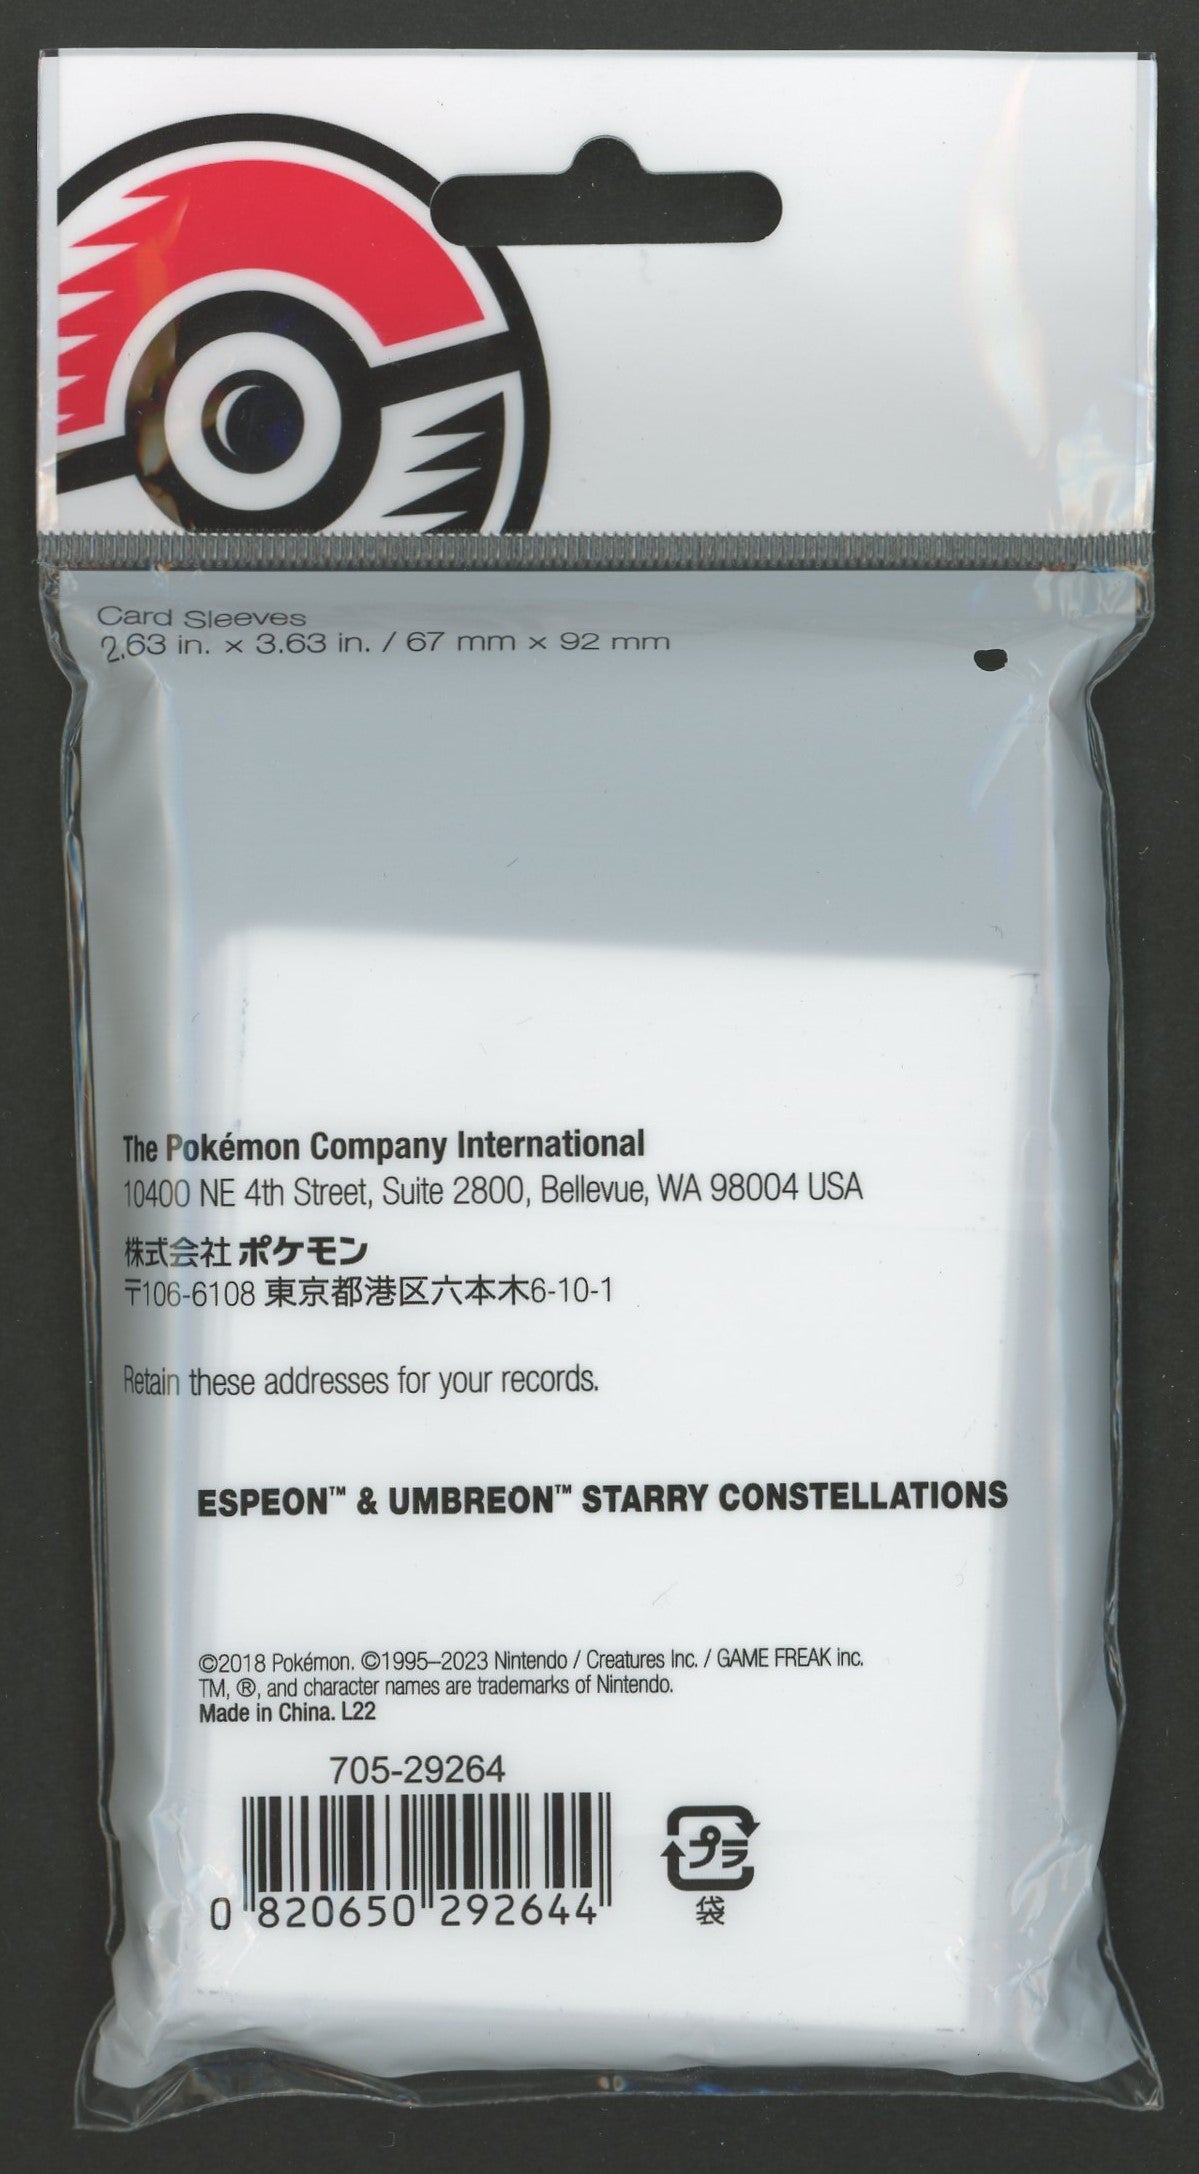 Card Sleeves
2.63 in. × 3.63 in. / 67 mm × 92 mm
The Pokémon Company International
10400 NE 4th Street, Suite 2800, Bellevue, WA 98004 USA
株式会社 ポケモン
〒106-6108 東京都港区六本木6-10-1
Retain these addresses for your records.
ESPEON™ & UMBREON™ STARRY CONSTELLATIONS
©2018 Pokémon. ©1995–2023 Nintendo / Creatures Inc. / GAME FREAK inc.
TM, ®, and character names are trademarks of Nintendo.
Made in China. L22
705-29264
0 820650 292644
プラ
袋